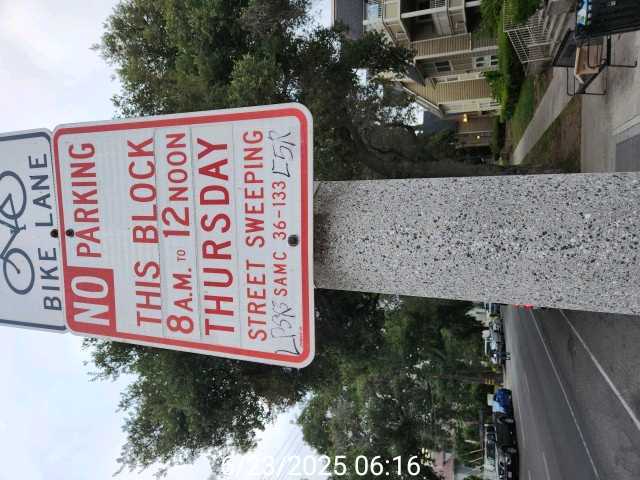 BIKE LANE
NO PARKING
THIS BLOCK
8 A.M. TO 12 NOON
THURSDAY
STREET SWEEPING
SAMC 36-133
/23/2025 06:16